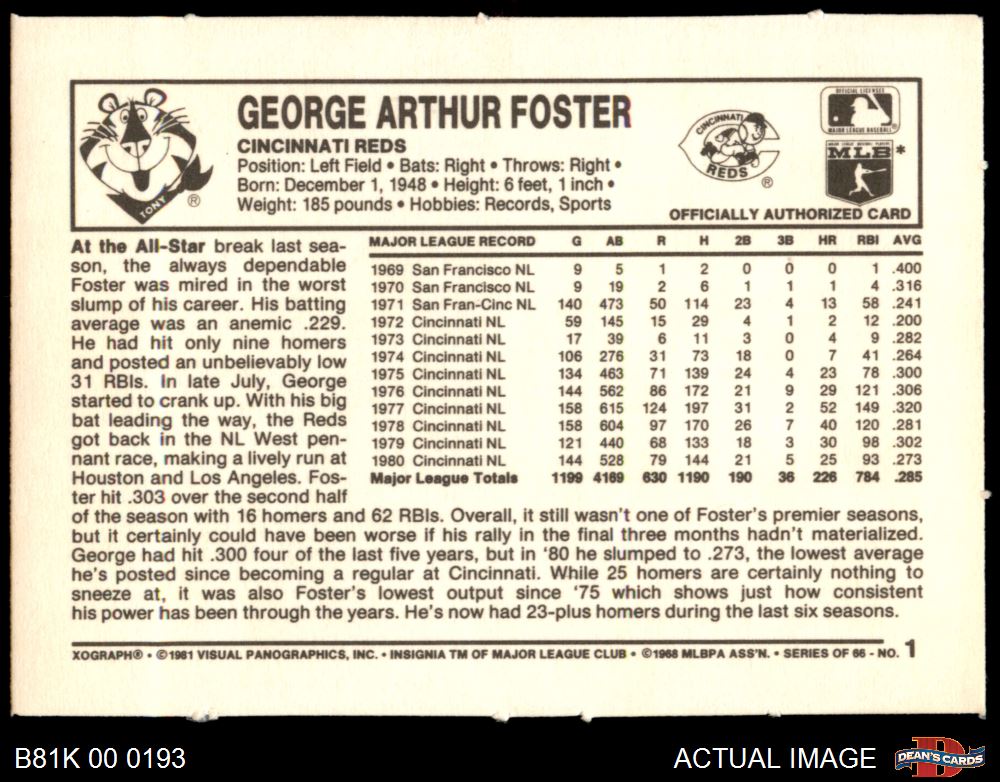 GEORGE ARTHUR FOSTER
CINCINNATI REDS
Position: Left Field • Bats: Right • Throws: Right •
Born: December 1, 1948 • Height: 6 feet, 1 inch •
Weight: 185 pounds • Hobbies: Records, Sports
TONY ®
CINCINNATI
REDS ®
OFFICIAL LICENSEE
MAJOR LEAGUE BASEBALL®
MAJOR LEAGUE BASEBALL PLAYERS
MLB *
OFFICIALLY AUTHORIZED CARD
At the All-Star break last sea-
son, the always dependable
Foster was mired in the worst
slump of his career. His batting
average was an anemic .229.
He had hit only nine homers
and posted an unbelievably low
31 RBIs. In late July, George
started to crank up. With his big
bat leading the way, the Reds
got back in the NL West pen-
nant race, making a lively run at
Houston and Los Angeles. Fos-
ter hit .303 over the second half
MAJOR LEAGUE RECORD G AB R H 2B 3B HR RBI AVG
1969 San Francisco NL 9 5 1 2 0 0 0 1 .400
1970 San Francisco NL 9 19 2 6 1 1 1 4 .316
1971 San Fran-Cinc NL 140 473 50 114 23 4 13 58 .241
1972 Cincinnati NL 59 145 15 29 4 1 2 12 .200
1973 Cincinnati NL 17 39 6 11 3 0 4 9 .282
1974 Cincinnati NL 106 276 31 73 18 0 7 41 .264
1975 Cincinnati NL 134 463 71 139 24 4 23 78 .300
1976 Cincinnati NL 144 562 86 172 21 9 29 121 .306
1977 Cincinnati NL 158 615 124 197 31 2 52 149 .320
1978 Cincinnati NL 158 604 97 170 26 7 40 120 .281
1979 Cincinnati NL 121 440 68 133 18 3 30 98 .302
1980 Cincinnati NL 144 528 79 144 21 5 25 93 .273
Major League Totals 1199 4169 630 1190 190 36 226 784 .285
of the season with 16 homers and 62 RBIs. Overall, it still wasn't one of Foster's premier seasons,
but it certainly could have been worse if his rally in the final three months hadn't materialized.
George had hit .300 four of the last five years, but in '80 he slumped to .273, the lowest average
he's posted since becoming a regular at Cincinnati. While 25 homers are certainly nothing to
sneeze at, it was also Foster's lowest output since '75 which shows just how consistent
his power has been through the years. He's now had 23-plus homers during the last six seasons.
XOGRAPH® • ©1981 VISUAL PANOGRAPHICS, INC. • INSIGNIA TM OF MAJOR LEAGUE CLUB • ©1968 MLBPA ASS'N. • SERIES OF 66 - NO. 1
B81K 00 0193
ACTUAL IMAGE
D
DEAN'S CARDS